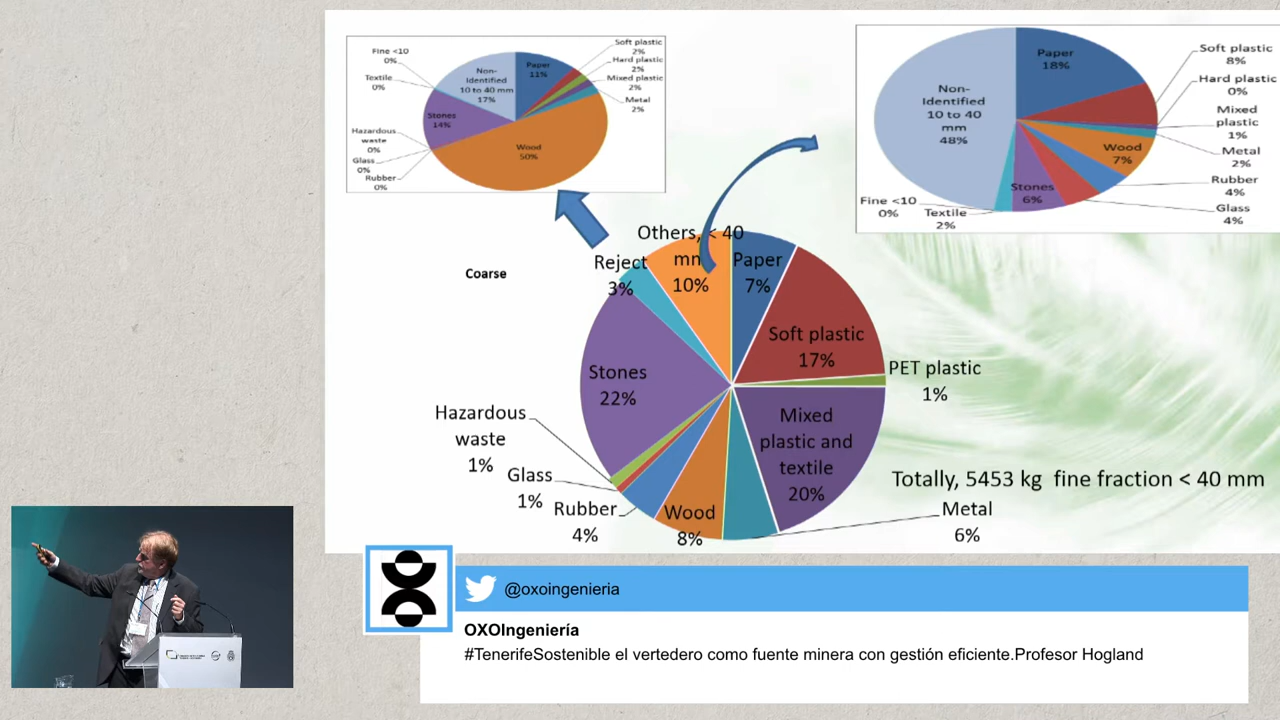 Fine <10
0%
Textile
0%
Non-
Identified
10 to 40 mm
17%
Paper
11%
Soft plastic
2%
Hard plastic
2%
Mixed plastic
2%
Metal
2%
Stones
14%
Wood
50%
Hazardous
waste
0%
Glass
0%
Rubber
0%
Paper
18%
Soft plastic
8%
Hard plastic
0%
Mixed
plastic
1%
Metal
2%
Non-
Identified
10 to 40
mm
48%
Wood
7%
Rubber
4%
Glass
4%
Stones
6%
Textile
2%
Fine <10
0%
Coarse
Others, < 40
mm
10%
Paper
7%
Reject
3%
Soft plastic
17%
PET plastic
1%
Stones
22%
Mixed
plastic and
textile
20%
Hazardous
waste
1%
Glass
1%
Rubber
4%
Wood
8%
Metal
6%
Totally, 5453 kg fine fraction < 40 mm
@oxoingenieria
OXOIngeniería
#TenerifeSostenible el vertedero como fuente minera con gestión eficiente.Profesor Hogland